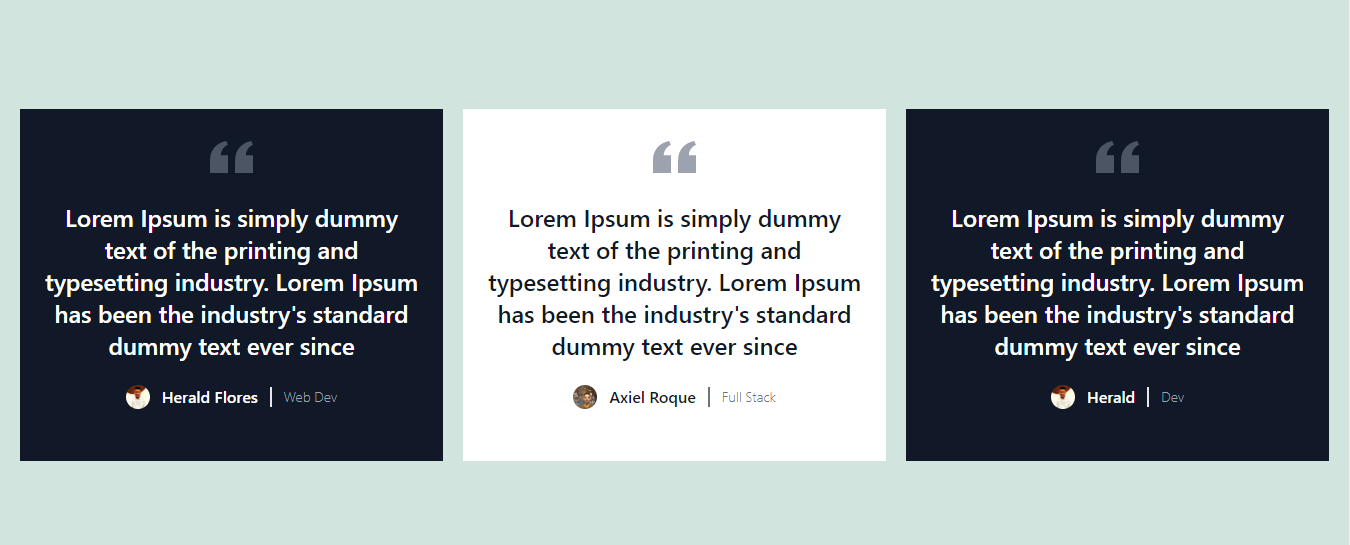 Lorem Ipsum is simply dummy
text of the printing and
typesetting industry. Lorem Ipsum
has been the industry's standard
dummy text ever since
Herald Flores
Web Dev
Lorem Ipsum is simply dummy
text of the printing and
typesetting industry. Lorem Ipsum
has been the industry's standard
dummy text ever since
Axiel Roque
Full Stack
Lorem Ipsum is simply dummy
text of the printing and
typesetting industry. Lorem Ipsum
has been the industry's standard
dummy text ever since
Herald
Dev